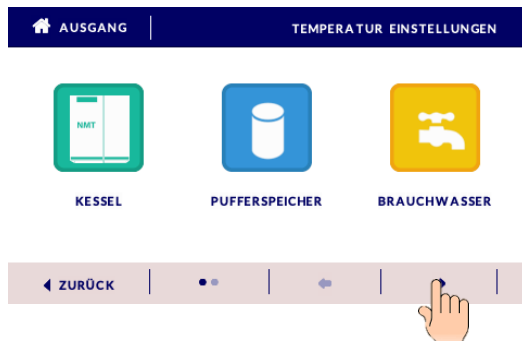 AUSGANG
TEMPERATUR EINSTELLUNGEN
NMT
KESSEL
PUFFERSPEICHER
BRAUCHWASSER
ZURÜCK